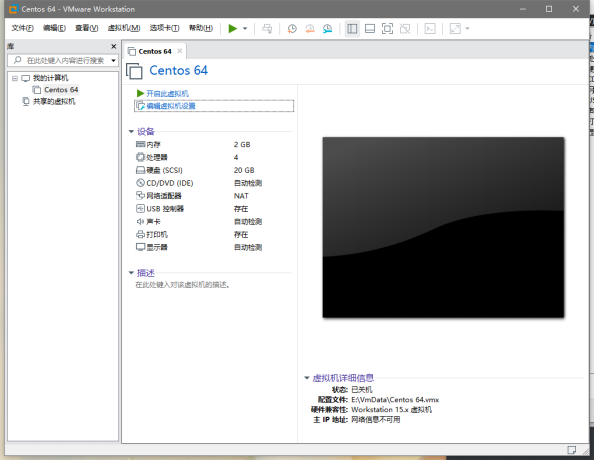 Centos 64 - VMware Workstation
文件(F) 编辑(E) 查看(V) 虚拟机(M) 选项卡(T) 帮助(H)
库
在此处键入内容进行搜索
我的计算机
Centos 64
共享的虚拟机
Centos 64
Centos 64
开启此虚拟机
编辑虚拟机设置
设备
内存 2 GB
处理器 4
硬盘 (SCSI) 20 GB
CD/DVD (IDE) 自动检测
网络适配器 NAT
USB 控制器 存在
声卡 自动检测
打印机 存在
显示器 自动检测
描述
在此处键入对该虚拟机的描述。
虚拟机详细信息
状态: 已关机
配置文件: E:\VmData\Centos 64.vmx
硬件兼容性: Workstation 15.x 虚拟机
主 IP 地址: 网络信息不可用